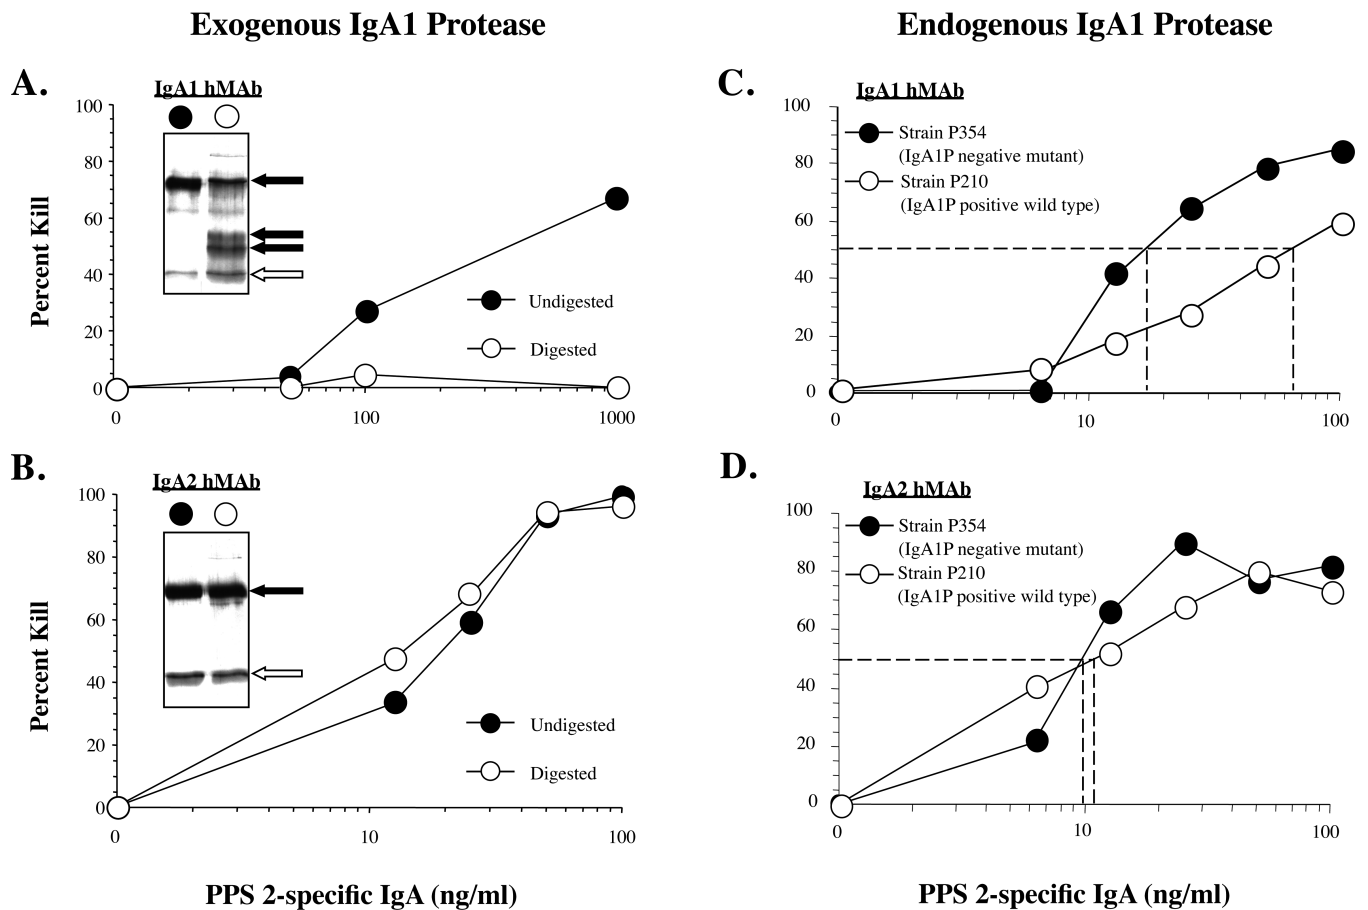 Exogenous IgA1 Protease
Endogenous IgA1 Protease
A.
IgA1 hMAb
100
80
60
40
20
0
Percent Kill
Undigested
Digested
0
100
1000
C.
IgA1 hMAb
100
80
60
40
20
0
Strain P354
(IgA1P negative mutant)
Strain P210
(IgA1P positive wild type)
0
10
100
B.
IgA2 hMAb
100
80
60
40
20
0
Percent Kill
Undigested
Digested
0
10
100
PPS 2-specific IgA (ng/ml)
D.
IgA2 hMAb
100
80
60
40
20
0
Strain P354
(IgA1P negative mutant)
Strain P210
(IgA1P positive wild type)
0
10
100
PPS 2-specific IgA (ng/ml)